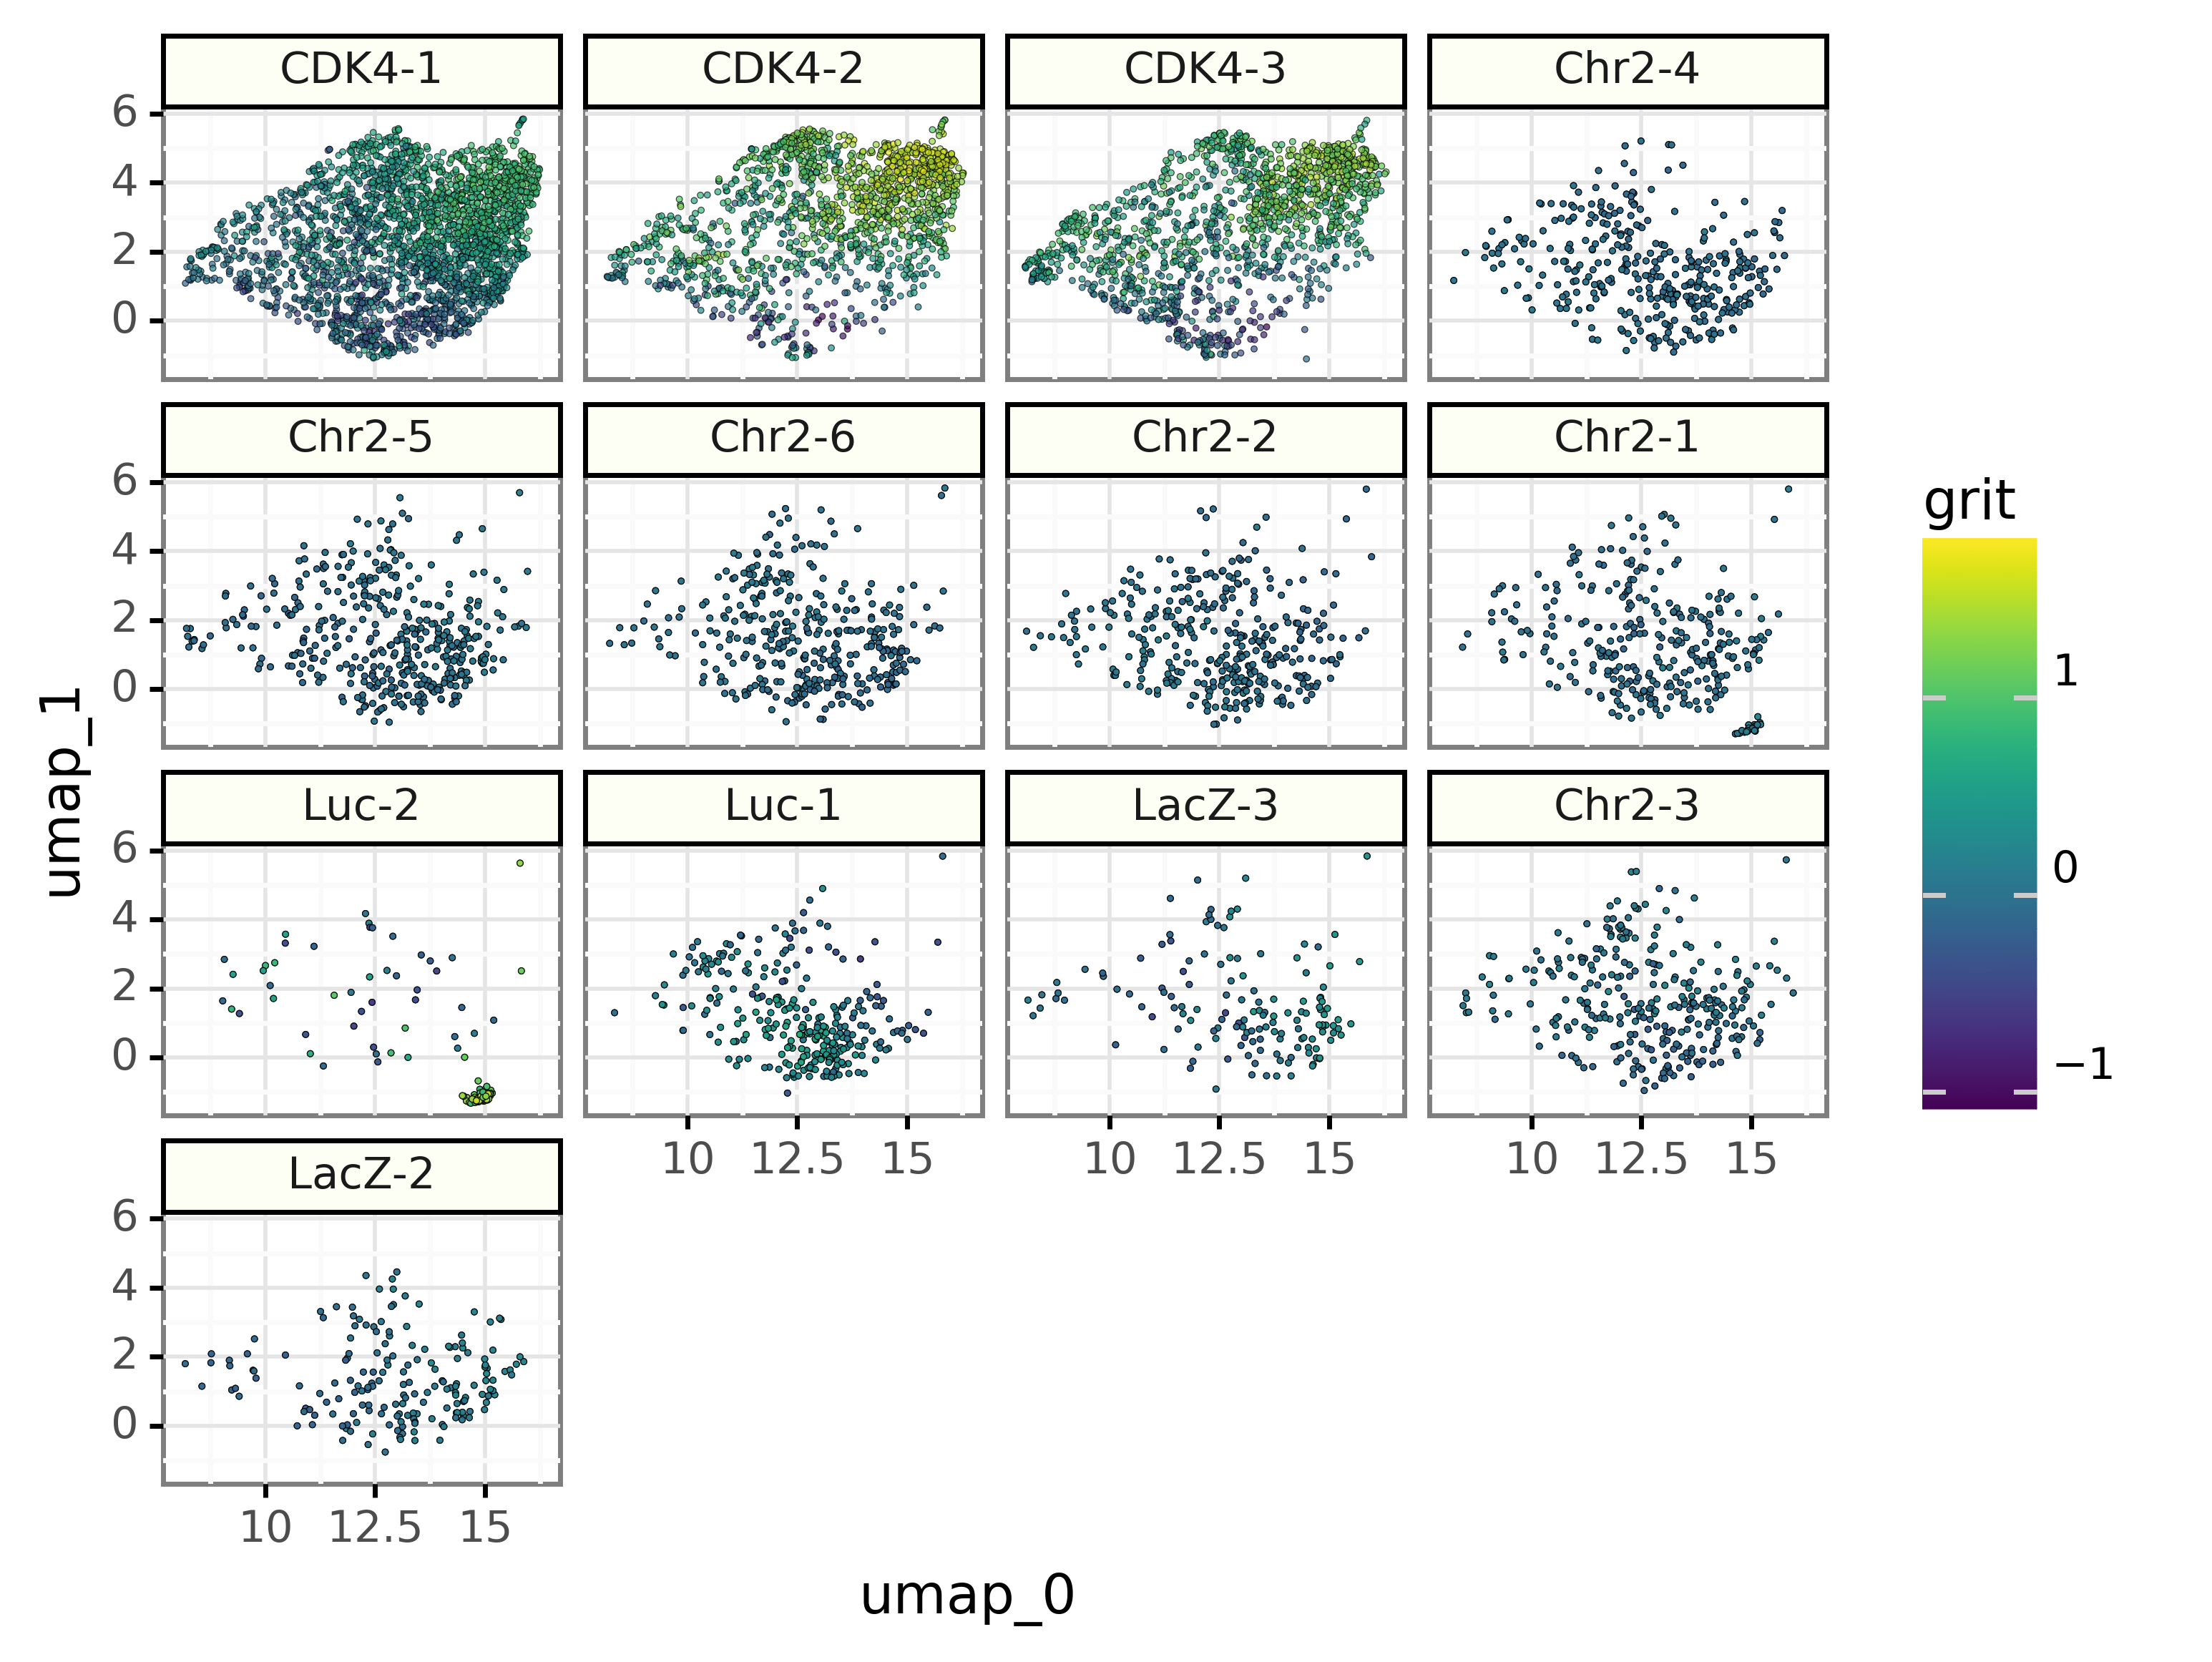 CDK4-1 CDK4-2 CDK4-3 Chr2-4
6
4
2
0
Chr2-5 Chr2-6 Chr2-2 Chr2-1
6
4
2
0
grit
1
0
−1
umap_1
Luc-2 Luc-1 LacZ-3 Chr2-3
6
4
2
0
10 12.5 15 10 12.5 15 10 12.5 15
LacZ-2
6
4
2
0
10 12.5 15
umap_0